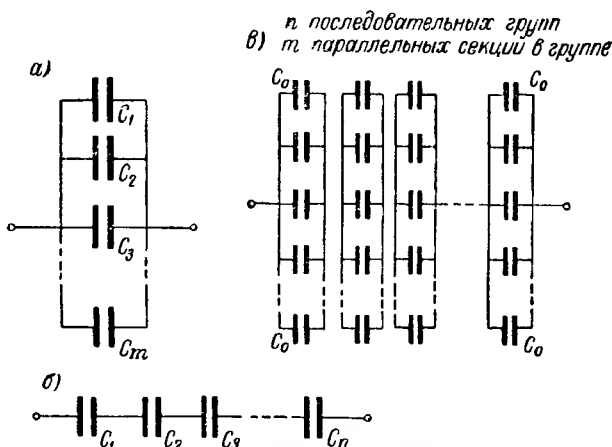 n последовательных групп
в) m параллельных секций в группе
а)
C₁
C₂
C₃
Cm
C₀ C₀
C₀ C₀
б)
C₁ C₂ C₃ Cn